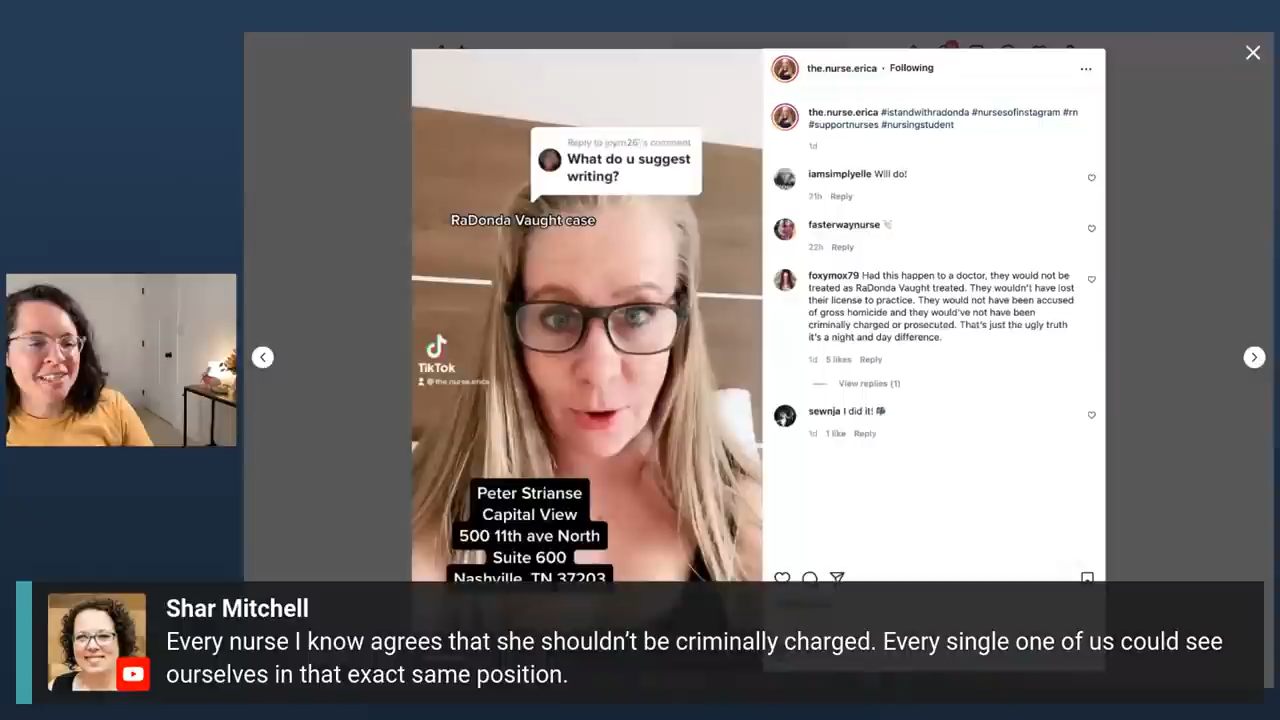 Reply to joyrn26's comment
What do u suggest
writing?
RaDonda Vaught case
TikTok
@the.nurse.erica
Peter Strianse
Capital View
500 11th ave North
Suite 600
Nashville, TN 37203
the.nurse.erica • Following
the.nurse.erica #istandwithradonda #nursesofinstagram #rn
#supportnurses #nursingstudent
1d
iamsimplyelle Will do!
21h Reply
fasterwaynurse
22h Reply
foxymox79 Had this happen to a doctor, they would not be
treated as RaDonda Vaught treated. They wouldn't have lost
their license to practice. They would not have been accused
of gross homicide and they would've not have been
criminally charged or prosecuted. That's just the ugly truth
it's a night and day difference.
1d 5 likes Reply
View replies (1)
sewnja I did it!
1d 1 like Reply
Shar Mitchell
Every nurse I know agrees that she shouldn't be criminally charged. Every single one of us could see
ourselves in that exact same position.